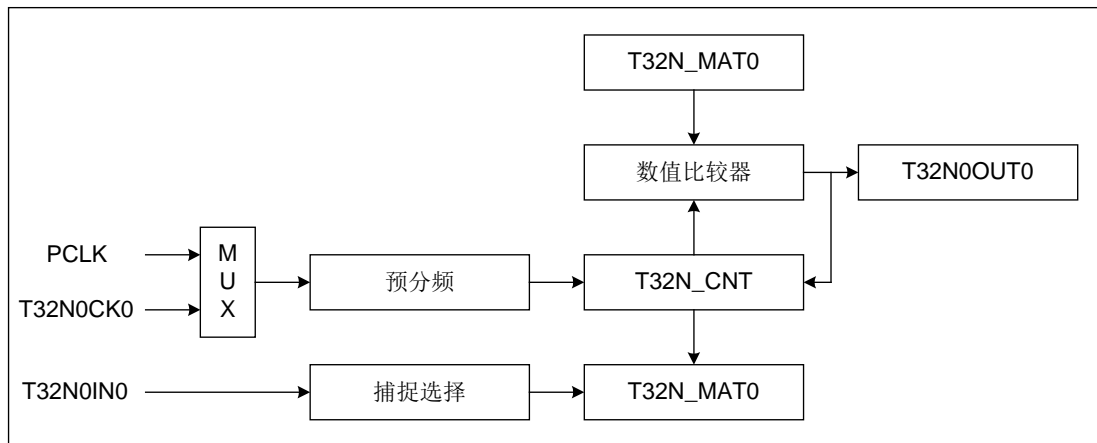 T32N_MAT0
数值比较器
T32N0OUT0
PCLK
M
U
X
预分频
T32N_CNT
T32N0CK0
T32N0IN0
捕捉选择
T32N_MAT0